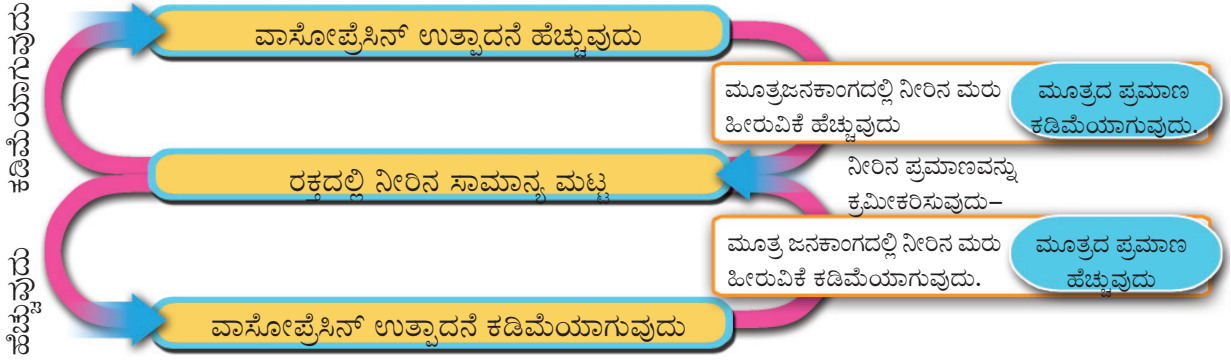 ಕಡಿಮೆಯಾಗುವುದು
ವಾಸೋಪ್ರೆಸಿನ್ ಉತ್ಪಾದನೆ ಹೆಚ್ಚುವುದು
ಮೂತ್ರಜನಕಾಂಗದಲ್ಲಿ ನೀರಿನ ಮರು
ಹೀರುವಿಕೆ ಹೆಚ್ಚುವುದು
ಮೂತ್ರದ ಪ್ರಮಾಣ
ಕಡಿಮೆಯಾಗುವುದು.
ರಕ್ತದಲ್ಲಿ ನೀರಿನ ಸಾಮಾನ್ಯ ಮಟ್ಟ
ನೀರಿನ ಪ್ರಮಾಣವನ್ನು
ಕ್ರಮೀಕರಿಸುವುದು–
ಹೆಚ್ಚುವುದು
ಮೂತ್ರ ಜನಕಾಂಗದಲ್ಲಿ ನೀರಿನ ಮರು
ಹೀರುವಿಕೆ ಕಡಿಮೆಯಾಗುವುದು.
ಮೂತ್ರದ ಪ್ರಮಾಣ
ಹೆಚ್ಚುವುದು
ವಾಸೋಪ್ರೆಸಿನ್ ಉತ್ಪಾದನೆ ಕಡಿಮೆಯಾಗುವುದು